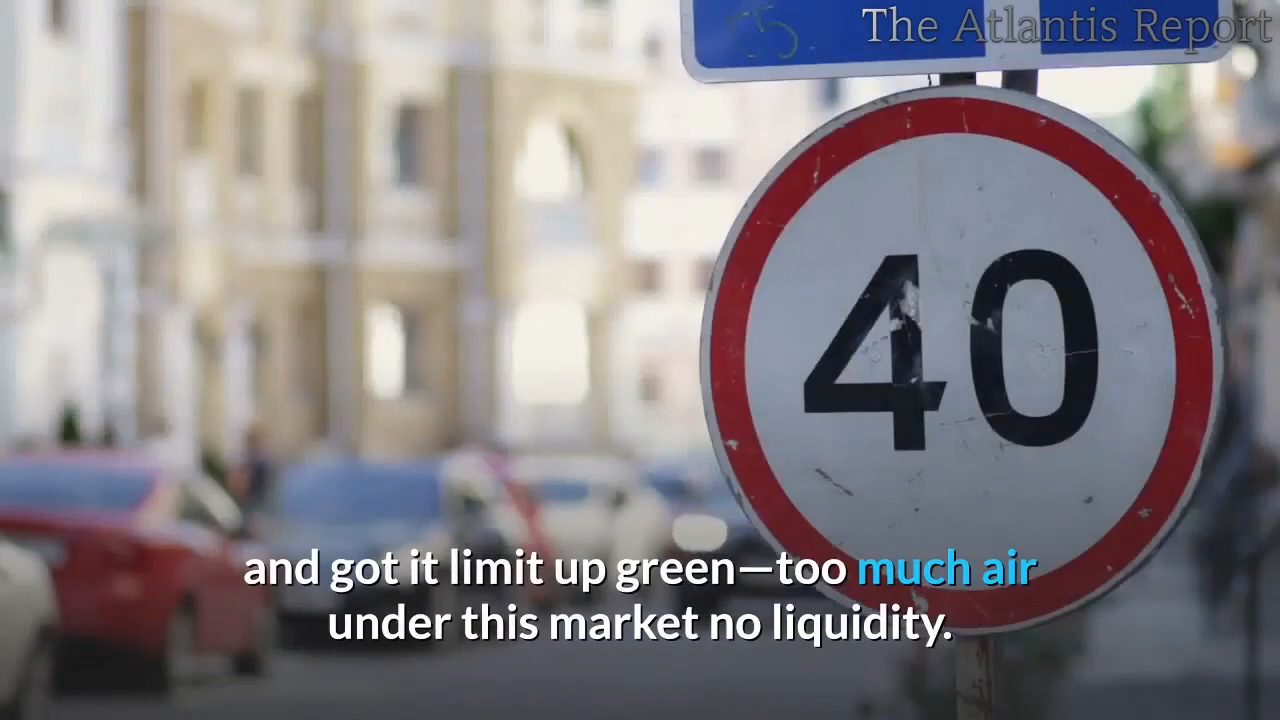 The Atlantis Report
40
and got it limit up green—too much air
under this market no liquidity.